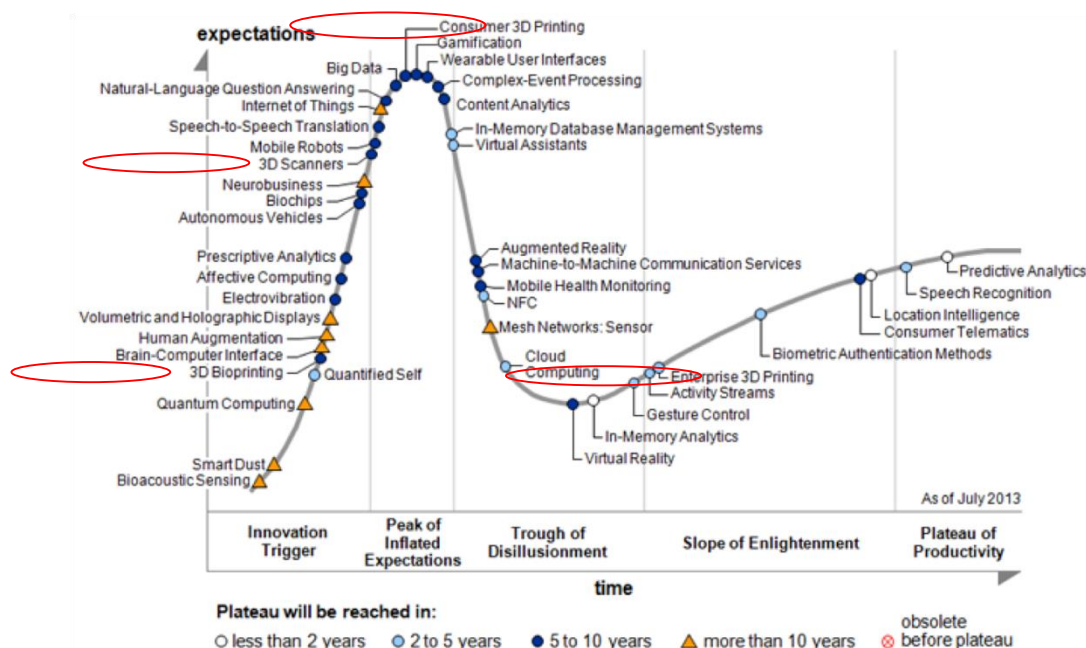 expectations
Consumer 3D Printing
Gamification
Wearable User Interfaces
Big Data
Complex-Event Processing
Natural-Language Question Answering
Content Analytics
Internet of Things
Speech-to-Speech Translation
In-Memory Database Management Systems
Mobile Robots
Virtual Assistants
3D Scanners
Neurobusiness
Biochips
Autonomous Vehicles
Augmented Reality
Prescriptive Analytics
Machine-to-Machine Communication Services
Predictive Analytics
Affective Computing
Mobile Health Monitoring
Speech Recognition
Electrovibration
NFC
Location Intelligence
Volumetric and Holographic Displays
Mesh Networks: Sensor
Consumer Telematics
Human Augmentation
Brain-Computer Interface
Biometric Authentication Methods
Cloud
Computing
3D Bioprinting
Quantified Self
Enterprise 3D Printing
Activity Streams
Quantum Computing
Gesture Control
In-Memory Analytics
Virtual Reality
Smart Dust
Bioacoustic Sensing
As of July 2013
Innovation
Trigger
Peak of
Inflated
Expectations
Trough of
Disillusionment
Slope of Enlightenment
Plateau of
Productivity
time
Plateau will be reached in:
less than 2 years
2 to 5 years
5 to 10 years
more than 10 years
obsolete
before plateau